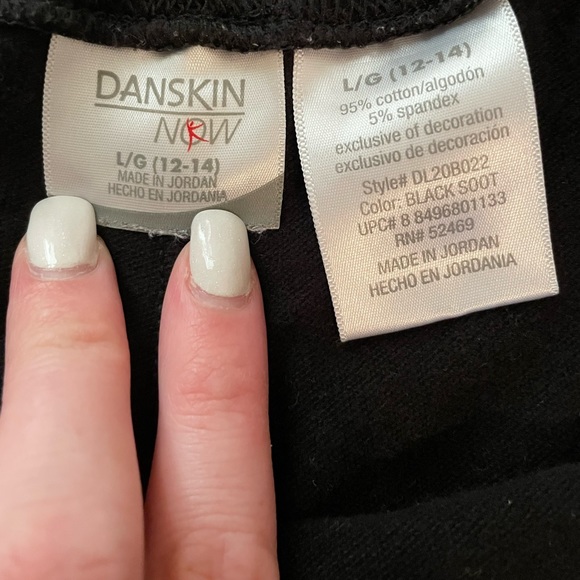 DANSKIN
NOW
L/G (12-14)
MADE IN JORDAN
HECHO EN JORDANIA
L/G (12-14)
95% cotton/algodón
5% spandex
exclusive of decoration
exclusivo de decoración
Style# DL20B022
Color: BLACK SOOT
UPC# 8 8496801133
RN# 52469
MADE IN JORDAN
HECHO EN JORDANIA